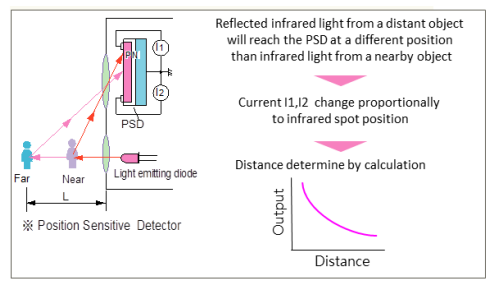 Reflected infrared light from a distant object
will reach the PSD at a different position
than infrared light from a nearby object
Current I1,I2 change proportionally
to infrared spot position
Distance determine by calculation
Output
Distance
PIN
I1
I2
PSD
Light emitting diode
Far
Near
L
※ Position Sensitive Detector